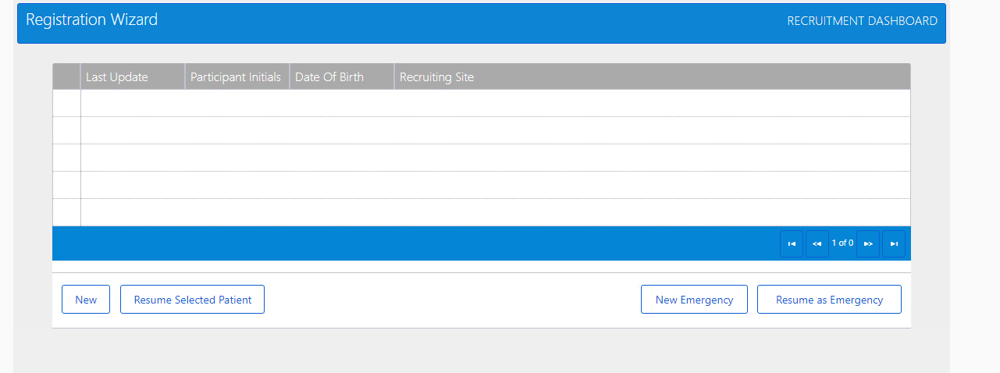 Registration Wizard RECRUITMENT DASHBOARD
Last Update Participant Initials Date Of Birth Recruiting Site
1 of 0
New Resume Selected Patient New Emergency Resume as Emergency